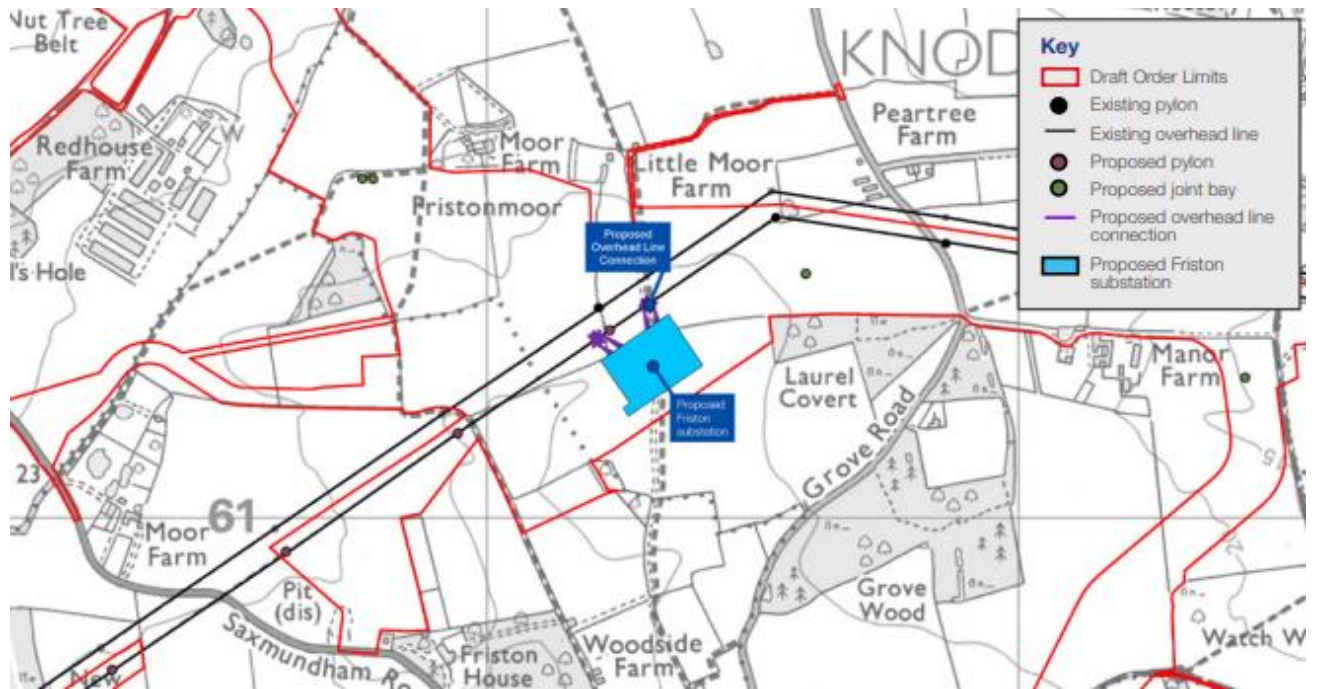 Nut Tree
Belt
Redhouse
Farm
W
Moor
Farm
Fristonmoor
Little Moor
Farm
KNOD
Peartree
Farm
Key
Draft Order Limits
Existing pylon
Existing overhead line
Proposed pylon
Proposed joint bay
Proposed overhead line
connection
Proposed Friston
substation
Proposed
Overhead Line
Connection
l's Hole
Laurel
Covert
Manor
Farm
Proposed
Friston
substation
Grove Road
23
61
Moor
Farm
Pit
(dis)
Saxmundham Ro
Friston
House
Woodside
Farm
Grove
Wood
Watch W
New